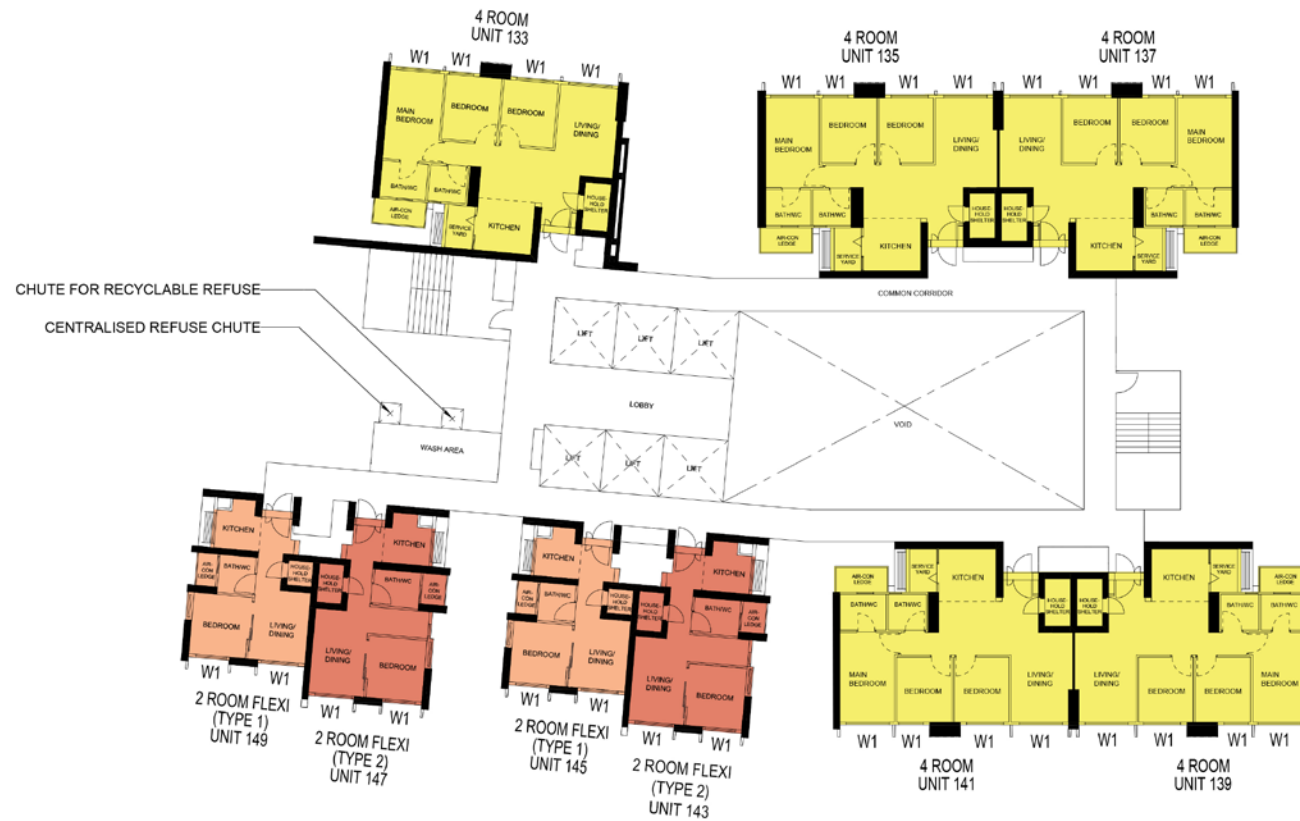 4 ROOM
UNIT 133
W1 W1 W1 W1
MAIN
BEDROOM
BEDROOM
BEDROOM
LIVING/
DINING
BATH/WC
BATH/WC
AIR-CON
LEDGE
SERVICE
YARD
KITCHEN
HOUSE-
HOLD
SHELTER
4 ROOM
UNIT 135
W1 W1 W1 W1
MAIN
BEDROOM
BEDROOM
BEDROOM
LIVING/
DINING
BATH/WC
BATH/WC
AIR-CON
LEDGE
SERVICE
YARD
KITCHEN
HOUSE-
HOLD
SHELTER
4 ROOM
UNIT 137
W1 W1 W1 W1
LIVING/
DINING
BEDROOM
BEDROOM
MAIN
BEDROOM
HOUSE-
HOLD
SHELTER
KITCHEN
SERVICE
YARD
BATH/WC
BATH/WC
AIR-CON
LEDGE
CHUTE FOR RECYCLABLE REFUSE
CENTRALISED REFUSE CHUTE
COMMON CORRIDOR
LIFT
LIFT
LIFT
LOBBY
VOID
WASH AREA
LIFT
LIFT
LIFT
KITCHEN
AIR-CON
LEDGE
BATH/WC
HOUSE-
HOLD
SHELTER
BEDROOM
LIVING/
DINING
W1 W1
2 ROOM FLEXI
(TYPE 1)
UNIT 149
KITCHEN
HOUSE-
HOLD
SHELTER
BATH/WC
AIR-CON
LEDGE
LIVING/
DINING
BEDROOM
W1 W1
2 ROOM FLEXI
(TYPE 2)
UNIT 147
KITCHEN
AIR-CON
LEDGE
BATH/WC
HOUSE-
HOLD
SHELTER
BEDROOM
LIVING/
DINING
W1 W1
2 ROOM FLEXI
(TYPE 1)
UNIT 145
KITCHEN
HOUSE-
HOLD
SHELTER
BATH/WC
AIR-CON
LEDGE
LIVING/
DINING
BEDROOM
W1 W1
2 ROOM FLEXI
(TYPE 2)
UNIT 143
AIR-CON
LEDGE
SERVICE
YARD
KITCHEN
HOUSE-
HOLD
SHELTER
BATH/WC
BATH/WC
MAIN
BEDROOM
BEDROOM
BEDROOM
LIVING/
DINING
W1 W1 W1 W1
4 ROOM
UNIT 141
HOUSE-
HOLD
SHELTER
KITCHEN
SERVICE
YARD
AIR-CON
LEDGE
BATH/WC
BATH/WC
LIVING/
DINING
BEDROOM
BEDROOM
MAIN
BEDROOM
W1 W1 W1 W1
4 ROOM
UNIT 139